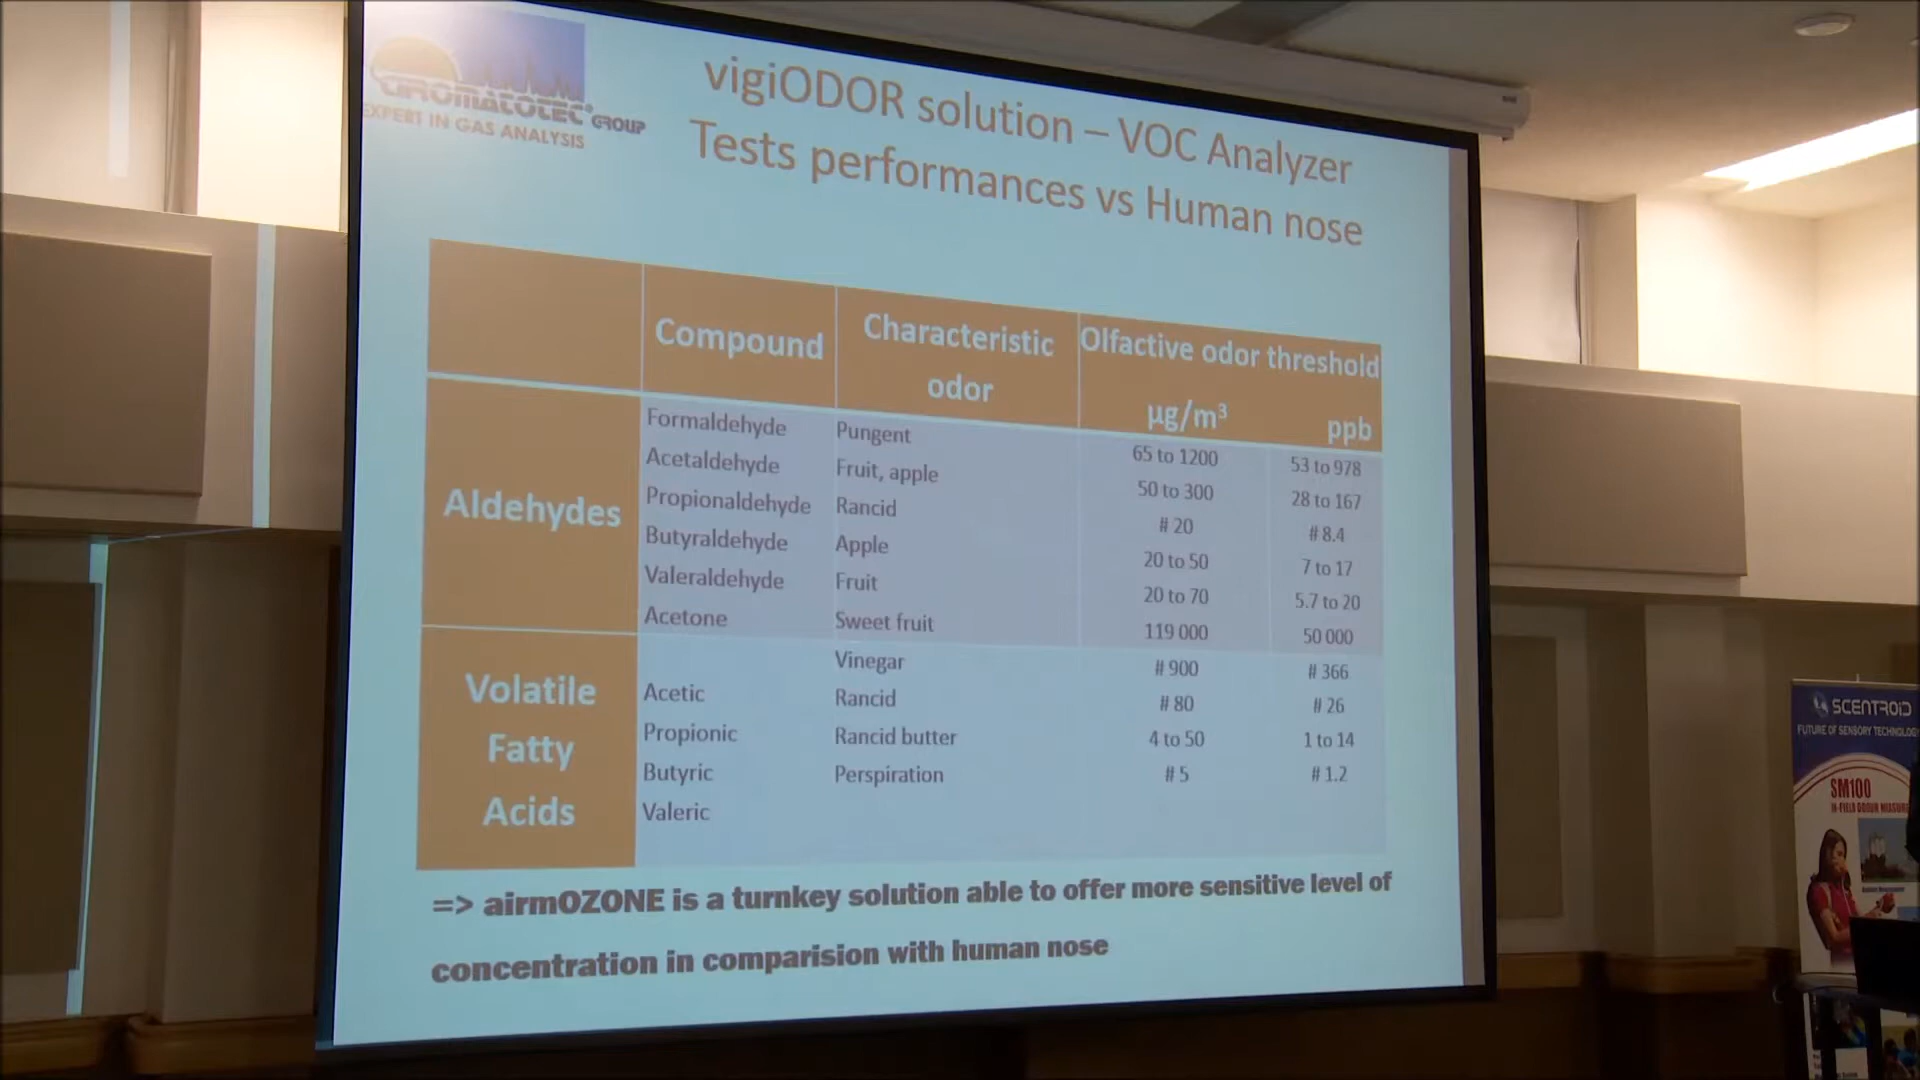 CHROMATOTEC® GROUP
EXPERT IN GAS ANALYSIS
vigiODOR solution – VOC Analyzer
Tests performances vs Human nose
Compound Characteristic odor Olfactive odor threshold
µg/m³ ppb
Aldehydes
Formaldehyde Pungent 65 to 1200 53 to 978
Acetaldehyde Fruit, apple 50 to 300 28 to 167
Propionaldehyde Rancid # 20 # 8.4
Butyraldehyde Apple 20 to 50 7 to 17
Valeraldehyde Fruit 20 to 70 5.7 to 20
Acetone Sweet fruit 119 000 50 000
Volatile
Fatty
Acids
Vinegar # 900 # 366
Acetic Rancid # 80 # 26
Propionic Rancid butter 4 to 50 1 to 14
Butyric Perspiration # 5 # 1.2
Valeric
=> airmOZONE is a turnkey solution able to offer more sensitive level of
concentration in comparision with human nose
SCENTROID
FUTURE OF SENSORY TECHNOLOGY
SM100
IN-FIELD ODOUR